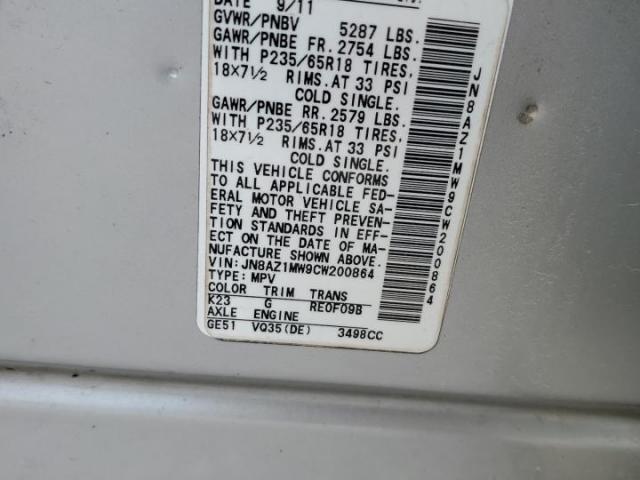 DATE 9/11
GVWR/PNBV 5287 LBS.
GAWR/PNBE FR. 2754 LBS.
WITH P235/65R18 TIRES,
18×7½ RIMS.AT 33 PSI
COLD SINGLE.
GAWR/PNBE RR. 2579 LBS.
WITH P235/65R18 TIRES,
18×7½ RIMS.AT 33 PSI
COLD SINGLE.
THIS VEHICLE CONFORMS
TO ALL APPLICABLE FED-
ERAL MOTOR VEHICLE SA-
FETY AND THEFT PREVEN-
TION STANDARDS IN EFF-
ECT ON THE DATE OF MA-
NUFACTURE SHOWN ABOVE.
VIN: JN8AZ1MW9CW200864
TYPE: MPV
COLOR TRIM TRANS
K23 G RE0F09B
AXLE ENGINE
GE51 VQ35(DE) 3498CC
JN8AZ1MW9CW200864